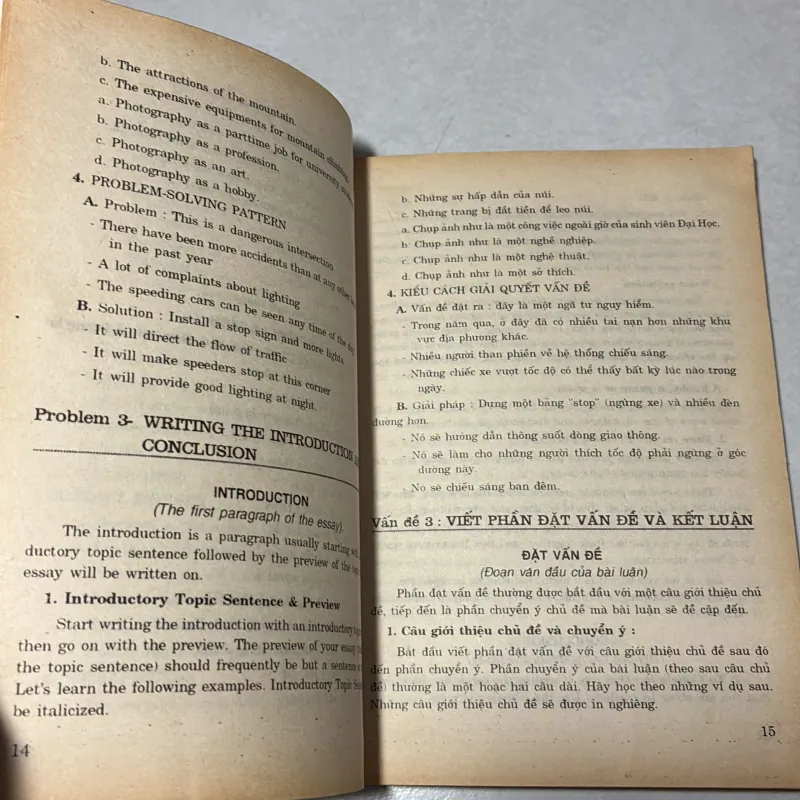 b. The attractions of the mountain.
c. The expensive equipments for mountain climbing.
a. Photography as a parttime job for university
b. Photography as a profession.
c. Photography as an art.
d. Photography as a hobby.
4. PROBLEM-SOLVING PATTERN
A. Problem : This is a dangerous intersection
- There have been more accidents than at any other
in the past year
- A lot of complaints about lighting
- The speeding cars can be seen any time of the day
B. Solution : Install a stop sign and more lights
- It will direct the flow of traffic
- It will make speeders stop at this corner
- It will provide good lighting at night.
Problem 3- WRITING THE INTRODUCTION
CONCLUSION
INTRODUCTION
(The first paragraph of the essay)
The introduction is a paragraph usually starting
ductory topic sentence followed by the preview of the
essay will be written on.
1. Introductory Topic Sentence & Preview
Start writing the introduction with an introductory
then go on with the preview. The preview of your essay
the topic sentence) should frequently be but a sentence
Let's learn the following examples. Introductory Topic
be italicized.
14
b. Những sự hấp dẫn của núi.
c. Những trang bị đắt tiền để leo núi.
a. Chụp ảnh như là một công việc ngoài giờ của sinh viên Đại Học.
b. Chụp ảnh như là một nghề nghiệp.
c. Chụp ảnh như là một nghệ thuật.
d. Chụp ảnh như là một sở thích.
4. KIỂU CÁCH GIẢI QUYẾT VẤN ĐỀ
A. Vấn đề đặt ra : đây là một ngã tư nguy hiểm.
- Trong năm qua, ở đây đã có nhiều tai nạn hơn những khu
vực địa phương khác.
- Nhiều người than phiền về hệ thống chiếu sáng.
- Những chiếc xe vượt tốc độ có thể thấy bất kỳ lúc nào trong
ngày.
B. Giải pháp : Dựng một bảng "stop" (ngừng xe) và nhiều đèn
đường hơn.
- Nó sẽ hướng dẫn thông suốt dòng giao thông.
- Nó sẽ làm cho những người thích tốc độ phải ngừng ở góc
đường này.
- Nó sẽ chiếu sáng ban đêm.
Vấn đề 3 : VIẾT PHẦN ĐẶT VẤN ĐỀ VÀ KẾT LUẬN
ĐẶT VẤN ĐỀ
(Đoạn văn đầu của bài luận)
Phần đặt vấn đề thường được bắt đầu với một câu giới thiệu chủ
đề, tiếp đến là phần chuyển ý chủ đề mà bài luận sẽ đề cập đến.
1. Câu giới thiệu chủ đề và chuyển ý :
Bắt đầu viết phần đặt vấn đề với câu giới thiệu chủ đề sau đó
đến phần chuyển ý. Phần chuyển ý của bài luận (theo sau câu chủ
đề) thường là một hoặc hai câu dài. Hãy học theo những ví dụ sau.
Những câu giới thiệu chủ đề sẽ được in nghiêng.
15